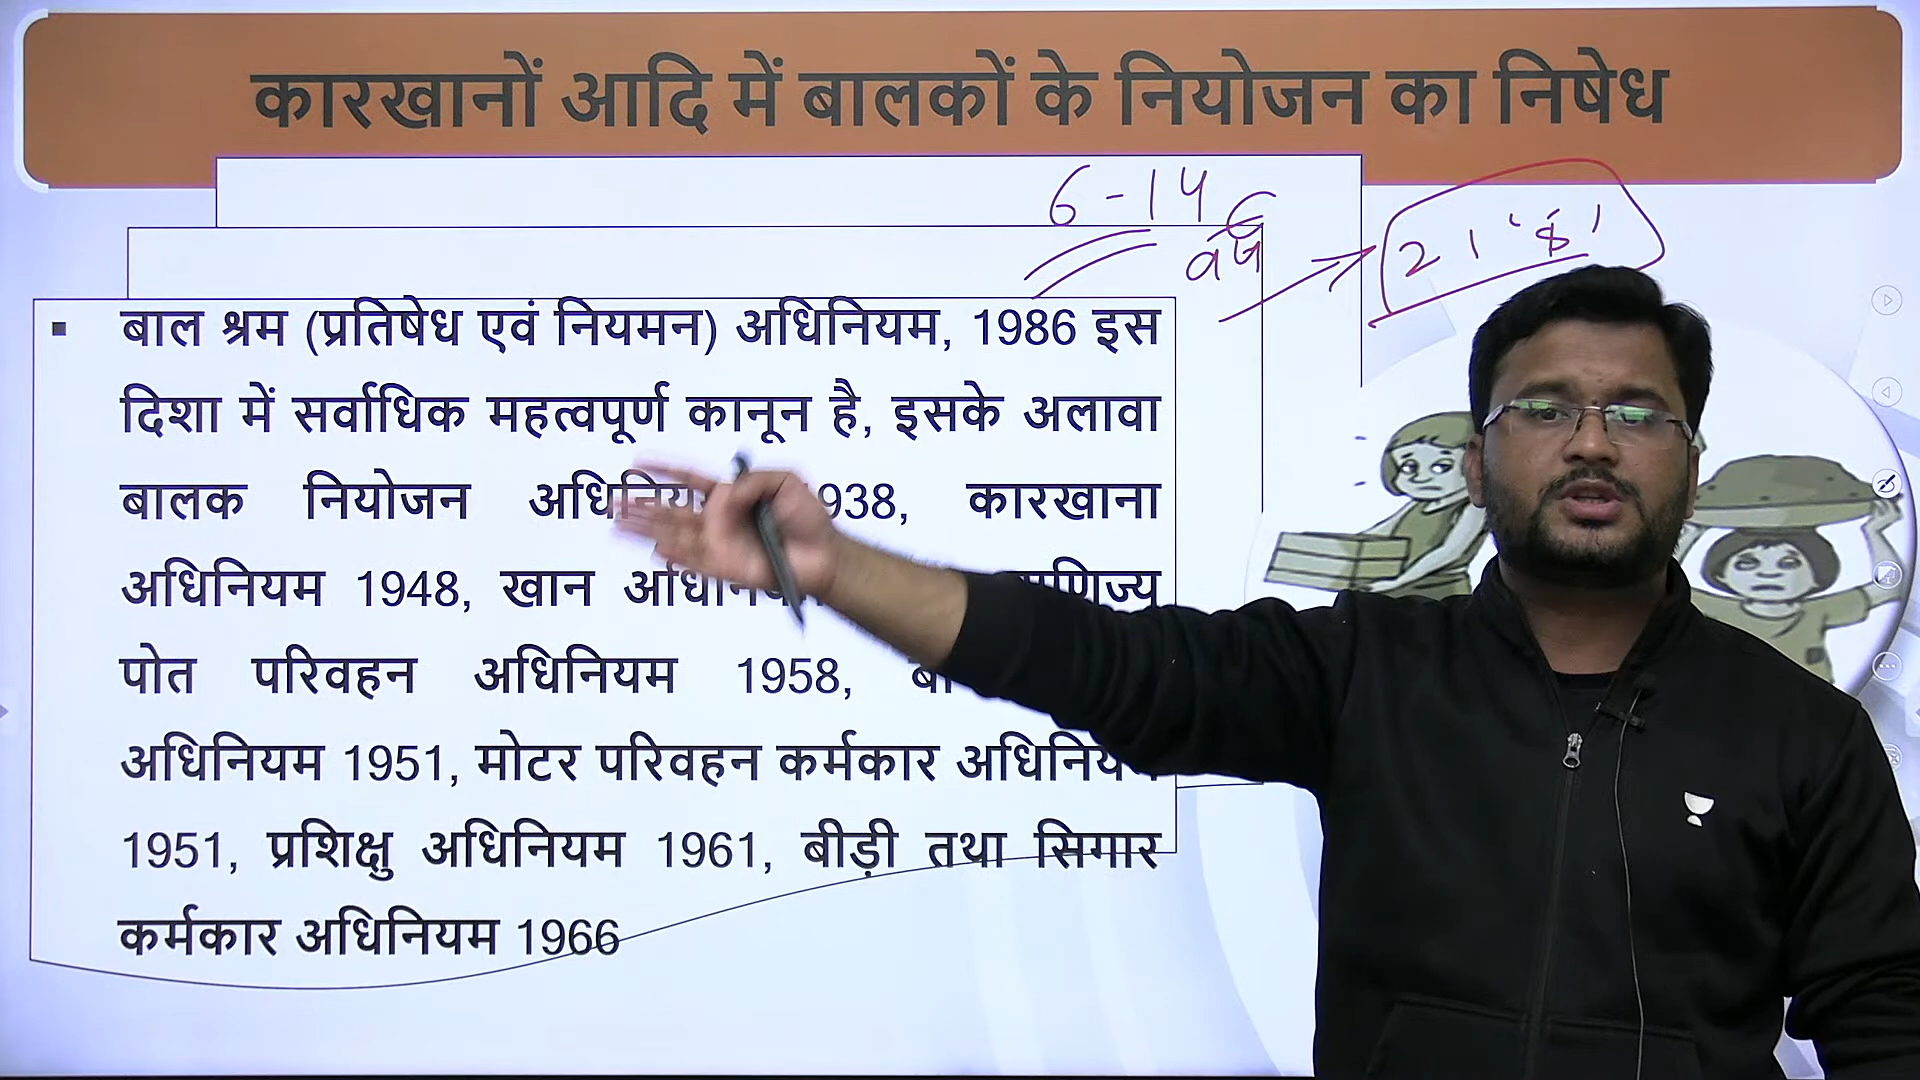 कारखानों आदि में बालकों के नियोजन का निषेध
6-14
वर्ष
21
बाल श्रम (प्रतिषेध एवं नियमन) अधिनियम, 1986 इस
दिशा में सर्वाधिक महत्वपूर्ण कानून है, इसके अलावा
बालक नियोजन 1938, कारखाना
अधिनियम 1948, खान
पोत परिवहन अधिनियम 1958,
अधिनियम 1951, मोटर परिवहन कर्मकार अधिनियम
1951, प्रशिक्षु अधिनियम 1961, बीड़ी तथा सिगार
कर्मकार अधिनियम 1966